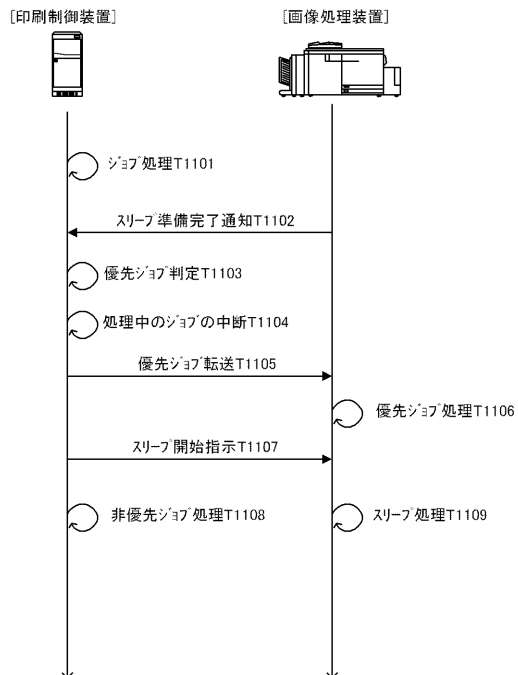 [印刷制御装置]
[画像処理装置]
ジョブ処理T1101
スリープ準備完了通知T1102
優先ジョブ判定T1103
処理中のジョブの中断T1104
優先ジョブ転送T1105
優先ジョブ処理T1106
スリープ開始指示T1107
非優先ジョブ処理T1108
スリープ処理T1109